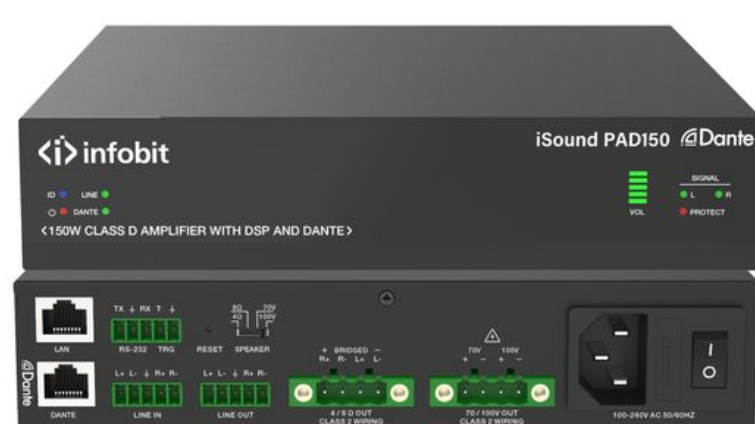 <i> infobit
iSound PAD150 Dante
ID LINE
DANTE
<150W CLASS D AMPLIFIER WITH DSP AND DANTE>
VOL
SIGNAL
L R
PROTECT
LAN
TX ⏚ RX T ⏚
RS-232 TRG
RESET
8Ω 70V
4Ω 100V
SPEAKER
Dante
DANTE
L+ L- ⏚ R+ R-
LINE IN
L+ L- ⏚ R+ R-
LINE OUT
+ BRIDGED -
R+ R- L+ L-
4 / 8 Ω OUT
CLASS 2 WIRING
70V 100V
+ - + -
70 / 100V OUT
CLASS 2 WIRING
100-240V AC 50/60HZ
I
O